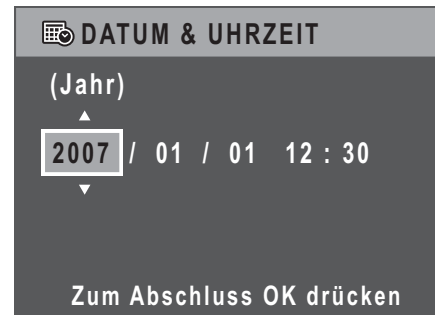 DATUM & UHRZEIT
(Jahr)
2007 / 01 / 01 12 : 30
Zum Abschluss OK drücken